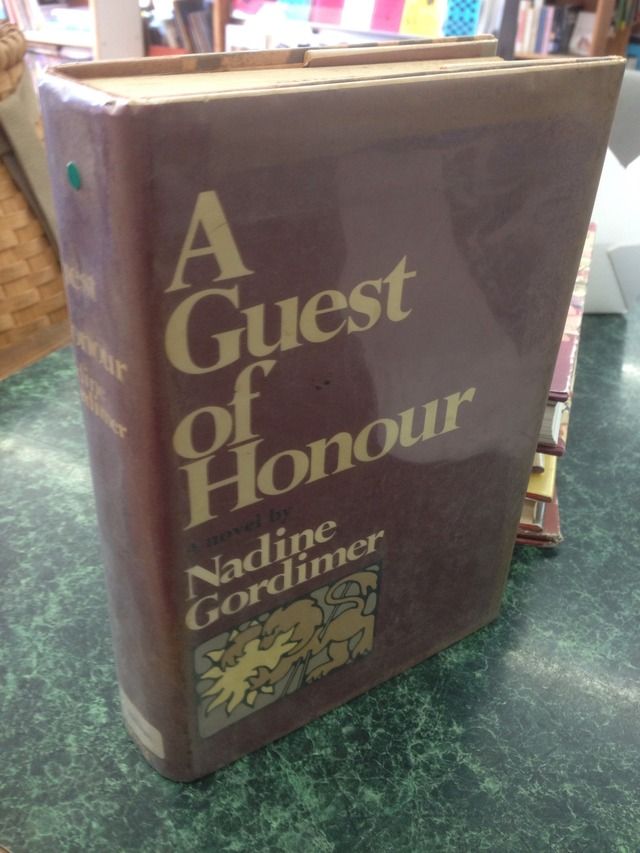 A
Guest
of
Honour
a novel by
Nadine
Gordimer